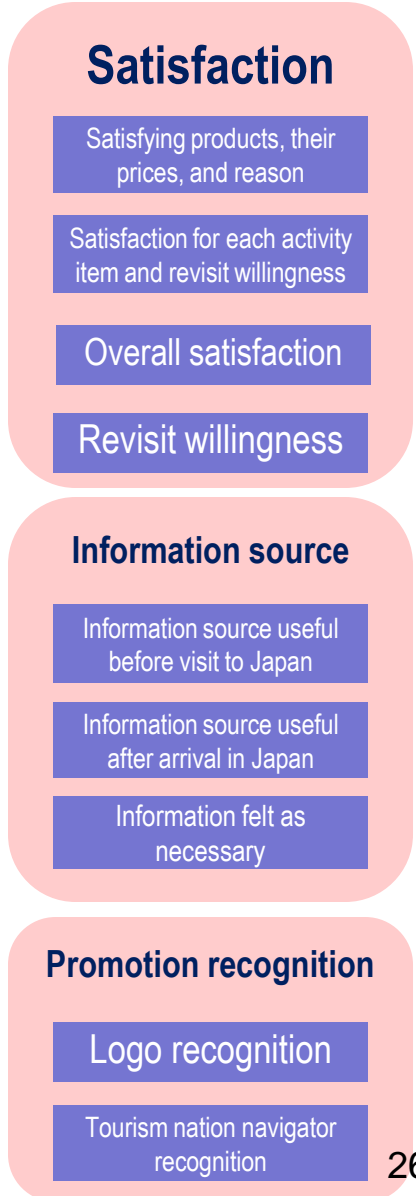 Satisfaction
Satisfying products, their
prices, and reason
Satisfaction for each activity
item and revisit willingness
Overall satisfaction
Revisit willingness
Information source
Information source useful
before visit to Japan
Information source useful
after arrival in Japan
Information felt as
necessary
Promotion recognition
Logo recognition
Tourism nation navigator
recognition
26